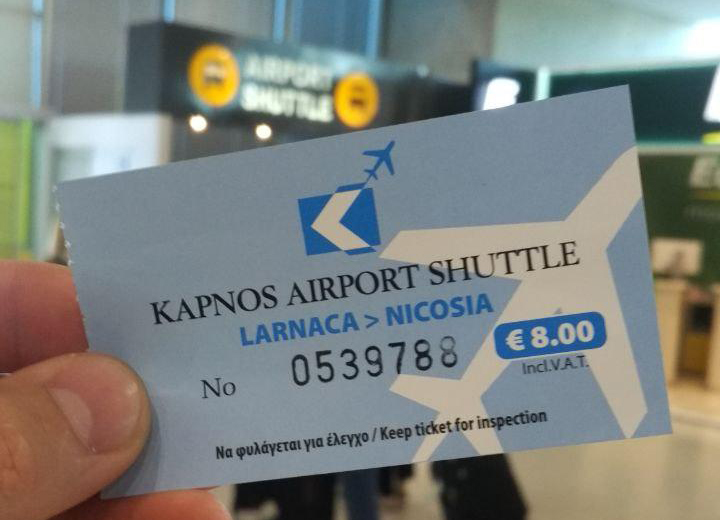 AIRPORT
SHUTTLE
KAPNOS AIRPORT SHUTTLE
LARNACA > NICOSIA
€ 8.00
Incl.V.A.T.
No 0539788
Να φυλάγεται για έλεγχο / Keep ticket for inspection